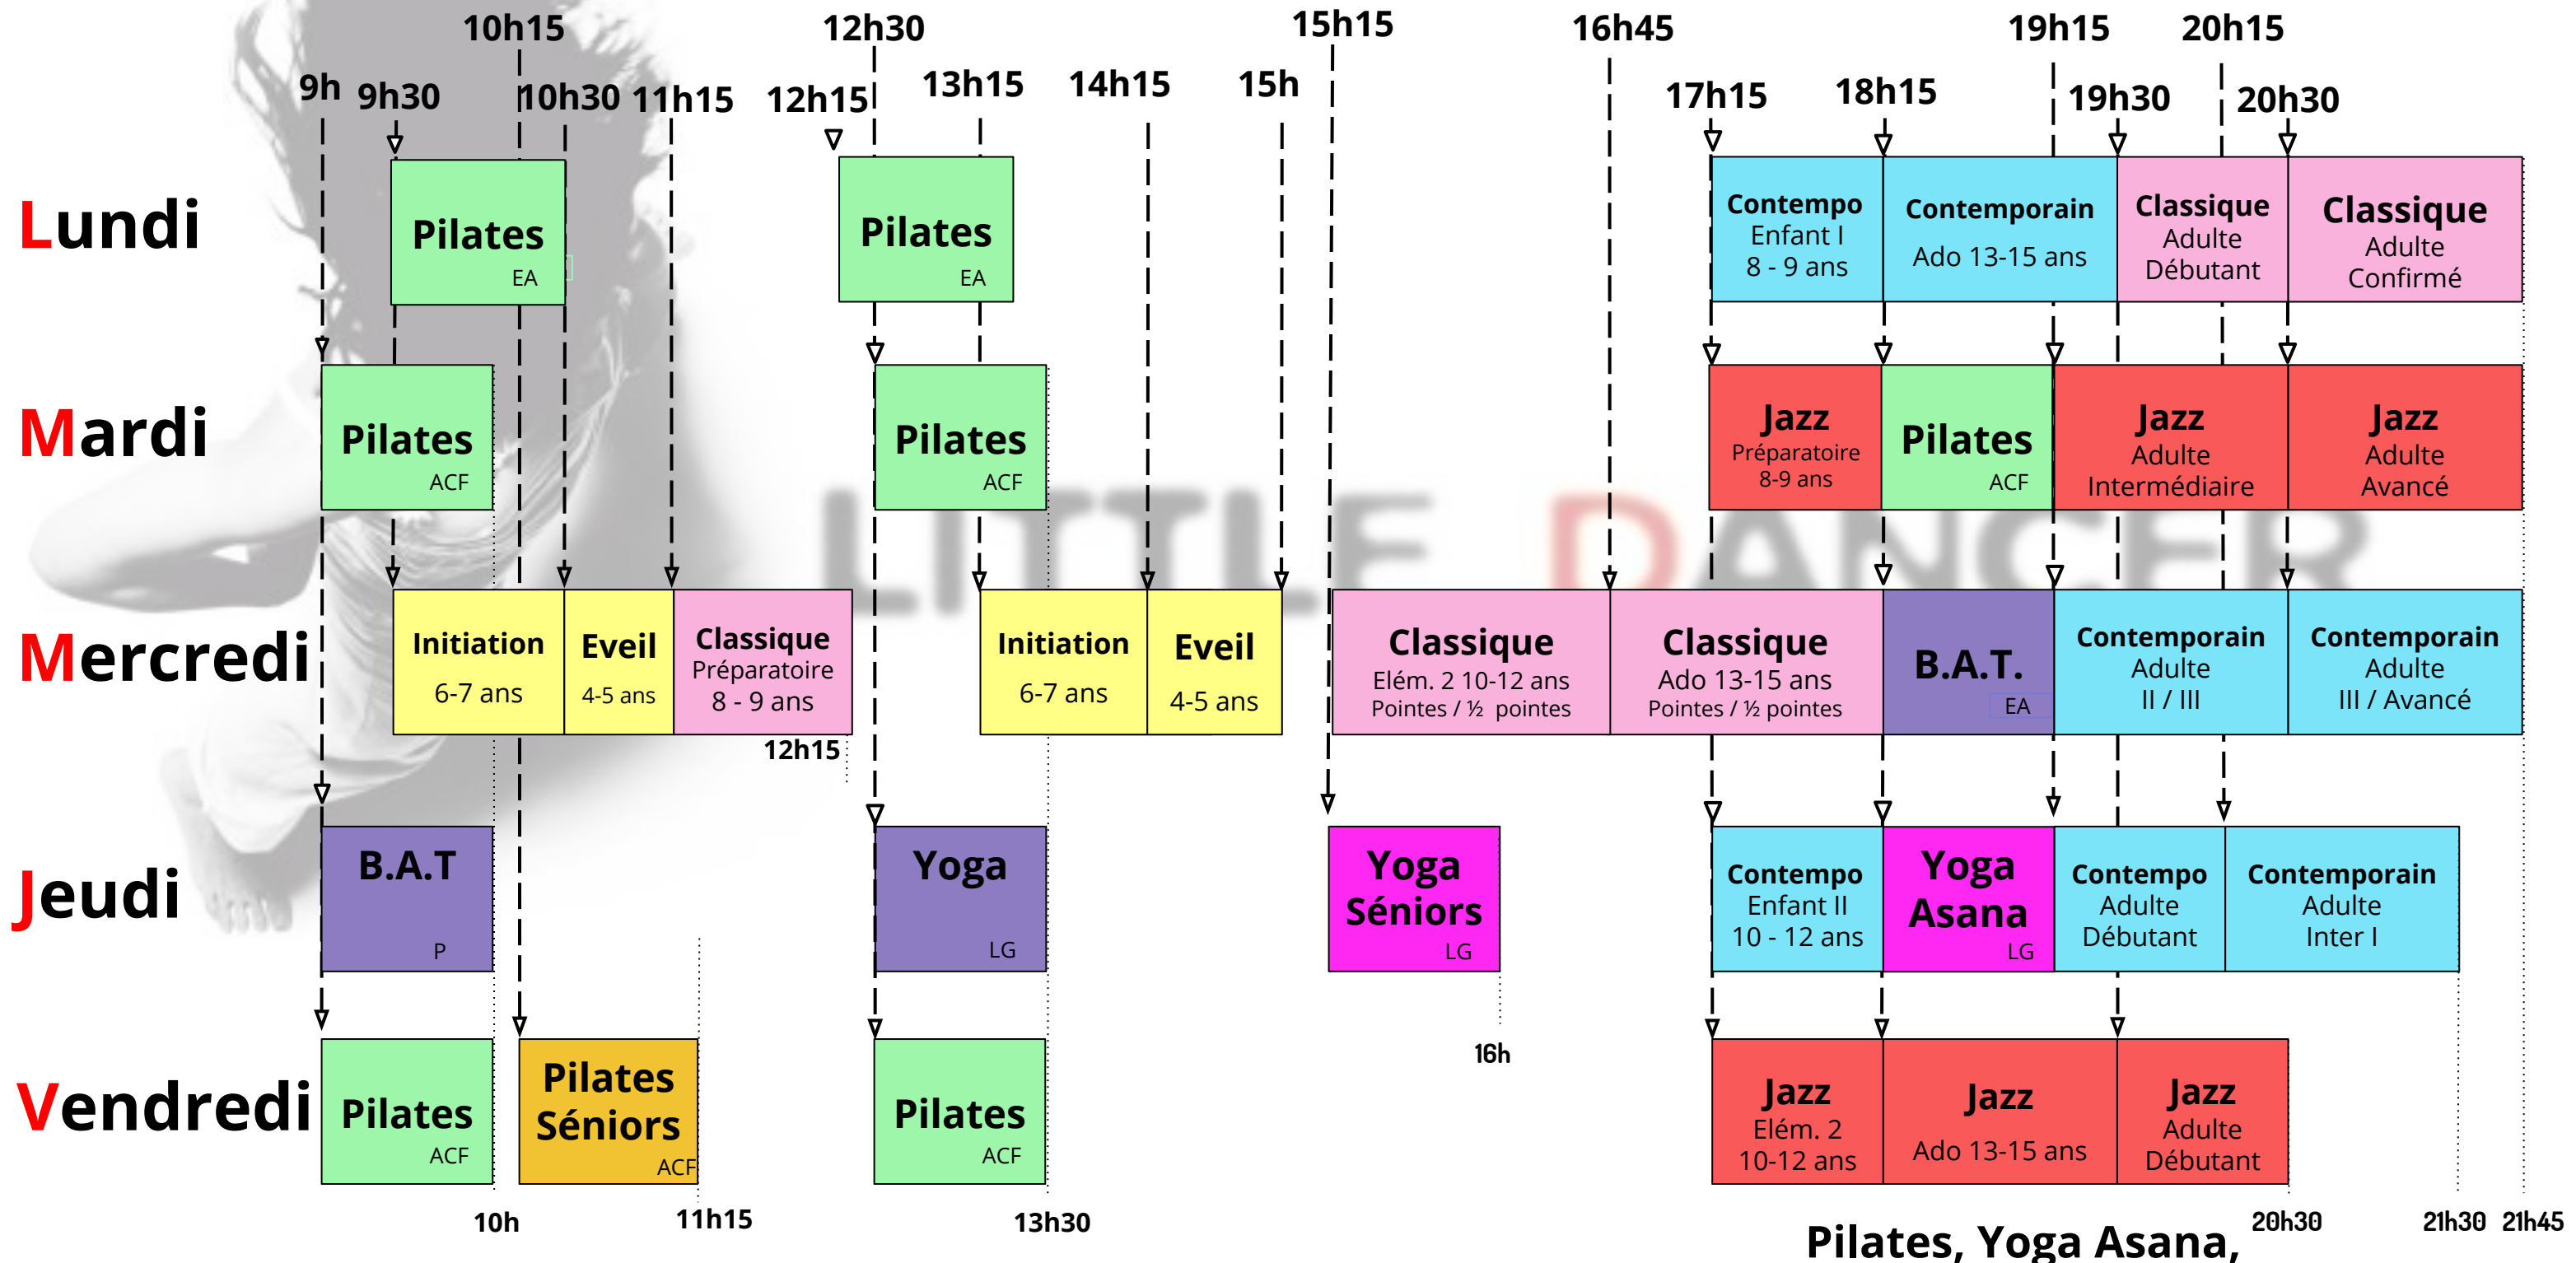 10h15 12h30 15h15 16h45 19h15 20h15
9h 9h30 10h30 11h15 12h15 13h15 14h15 15h 17h15 18h15 19h30 20h30
Lundi
Pilates
EA
Pilates
EA
Contempo
Enfant I
8 - 9 ans
Contemporain
Ado 13-15 ans
Classique
Adulte
Débutant
Classique
Adulte
Confirmé
Mardi
Pilates
ACF
Pilates
ACF
Jazz
Préparatoire
8-9 ans
Pilates
ACF
Jazz
Adulte
Intermédiaire
Jazz
Adulte
Avancé
LITTLE DANCER
Mercredi
Initiation
6-7 ans
Eveil
4-5 ans
Classique
Préparatoire
8 - 9 ans
12h15
Initiation
6-7 ans
Eveil
4-5 ans
Classique
Elém. 2 10-12 ans
Pointes / ½ pointes
Classique
Ado 13-15 ans
Pointes / ½ pointes
B.A.T.
EA
Contemporain
Adulte
II / III
Contemporain
Adulte
III / Avancé
Jeudi
B.A.T
P
Yoga
LG
Yoga
Séniors
LG
16h
Contempo
Enfant II
10 - 12 ans
Yoga
Asana
LG
Contempo
Adulte
Débutant
Contemporain
Adulte
Inter I
Vendredi
Pilates
ACF
Pilates
Séniors
ACF
Pilates
ACF
Jazz
Elém. 2
10-12 ans
Jazz
Ado 13-15 ans
Jazz
Adulte
Débutant
10h 11h15 13h30 20h30 21h30 21h45
Pilates, Yoga Asana,